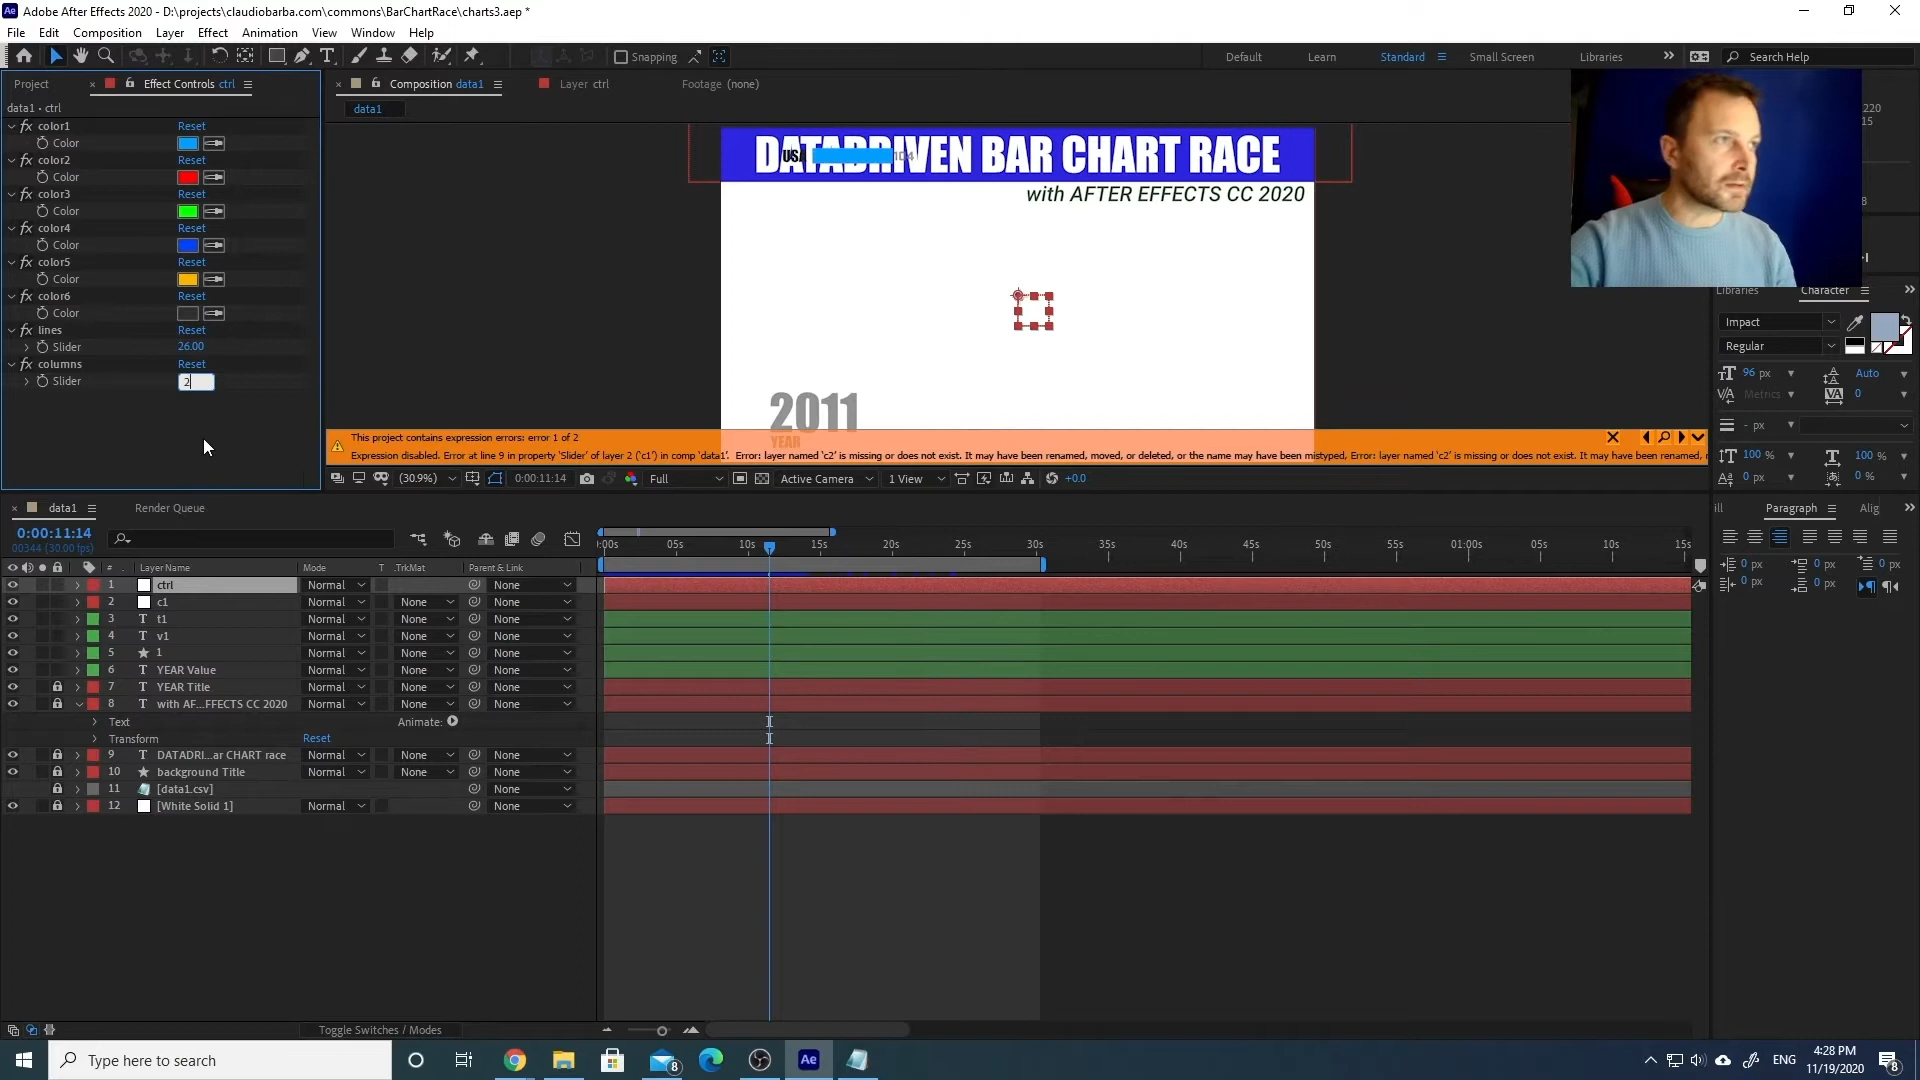 Adobe After Effects 2020 - D:\projects\claudiobarba.com\commons\BarChartRace\charts3.aep *
File Edit Composition Layer Effect Animation View Window Help
Snapping
Default Learn Standard Small Screen Libraries Search Help
Project Effect Controls ctrl Composition data1 Layer ctrl Footage (none)
data1 • ctrl data1
color1 Reset
Color
color2 Reset
Color
color3 Reset
Color
color4 Reset
Color
color5 Reset
Color
color6 Reset
Color
lines Reset
Slider 26.00
columns Reset
Slider 2
DATADRIVEN BAR CHART RACE
USA 104
with AFTER EFFECTS CC 2020
2011
YEAR
This project contains expression errors: error 1 of 2
Expression disabled. Error at line 9 in property 'Slider' of layer 2 ('c1') in comp 'data1'. Error: layer named 'c2' is missing or does not exist. It may have been renamed, moved, or deleted, or the name may have been mistyped, Error: layer named 'c2' is missing or does not exist. It may have been renamed,
(30.9%) 0:00:11:14 Full Active Camera 1 View +0.0
220
15
8
Libraries Character
Impact
Regular
96 px Auto
Metrics 0
- px
100 % 100 %
0 px 0 %
Paragraph Alig
0 px 0 px 0 px
0 px 0 px
data1 Render Queue
0:00:11:14
00344 (30.00 fps)
:00s 05s 10s 15s 20s 25s 30s 35s 40s 45s 50s 55s 01:00s 05s 10s 15s
# Layer Name Mode T .TrkMat Parent & Link
1 ctrl Normal None
2 c1 Normal None None
3 T t1 Normal None None
4 T v1 Normal None None
5 1 Normal None None
6 T YEAR Value Normal None None
7 T YEAR Title Normal None None
8 T with AF...FFECTS CC 2020 Normal None None
Text Animate:
Transform Reset
9 T DATADRI...ar CHART race Normal None None
10 background Title Normal None None
11 [data1.csv] None
12 [White Solid 1] Normal None
Toggle Switches / Modes
Type here to search
8
Ae
ENG
4:28 PM
11/19/2020
8